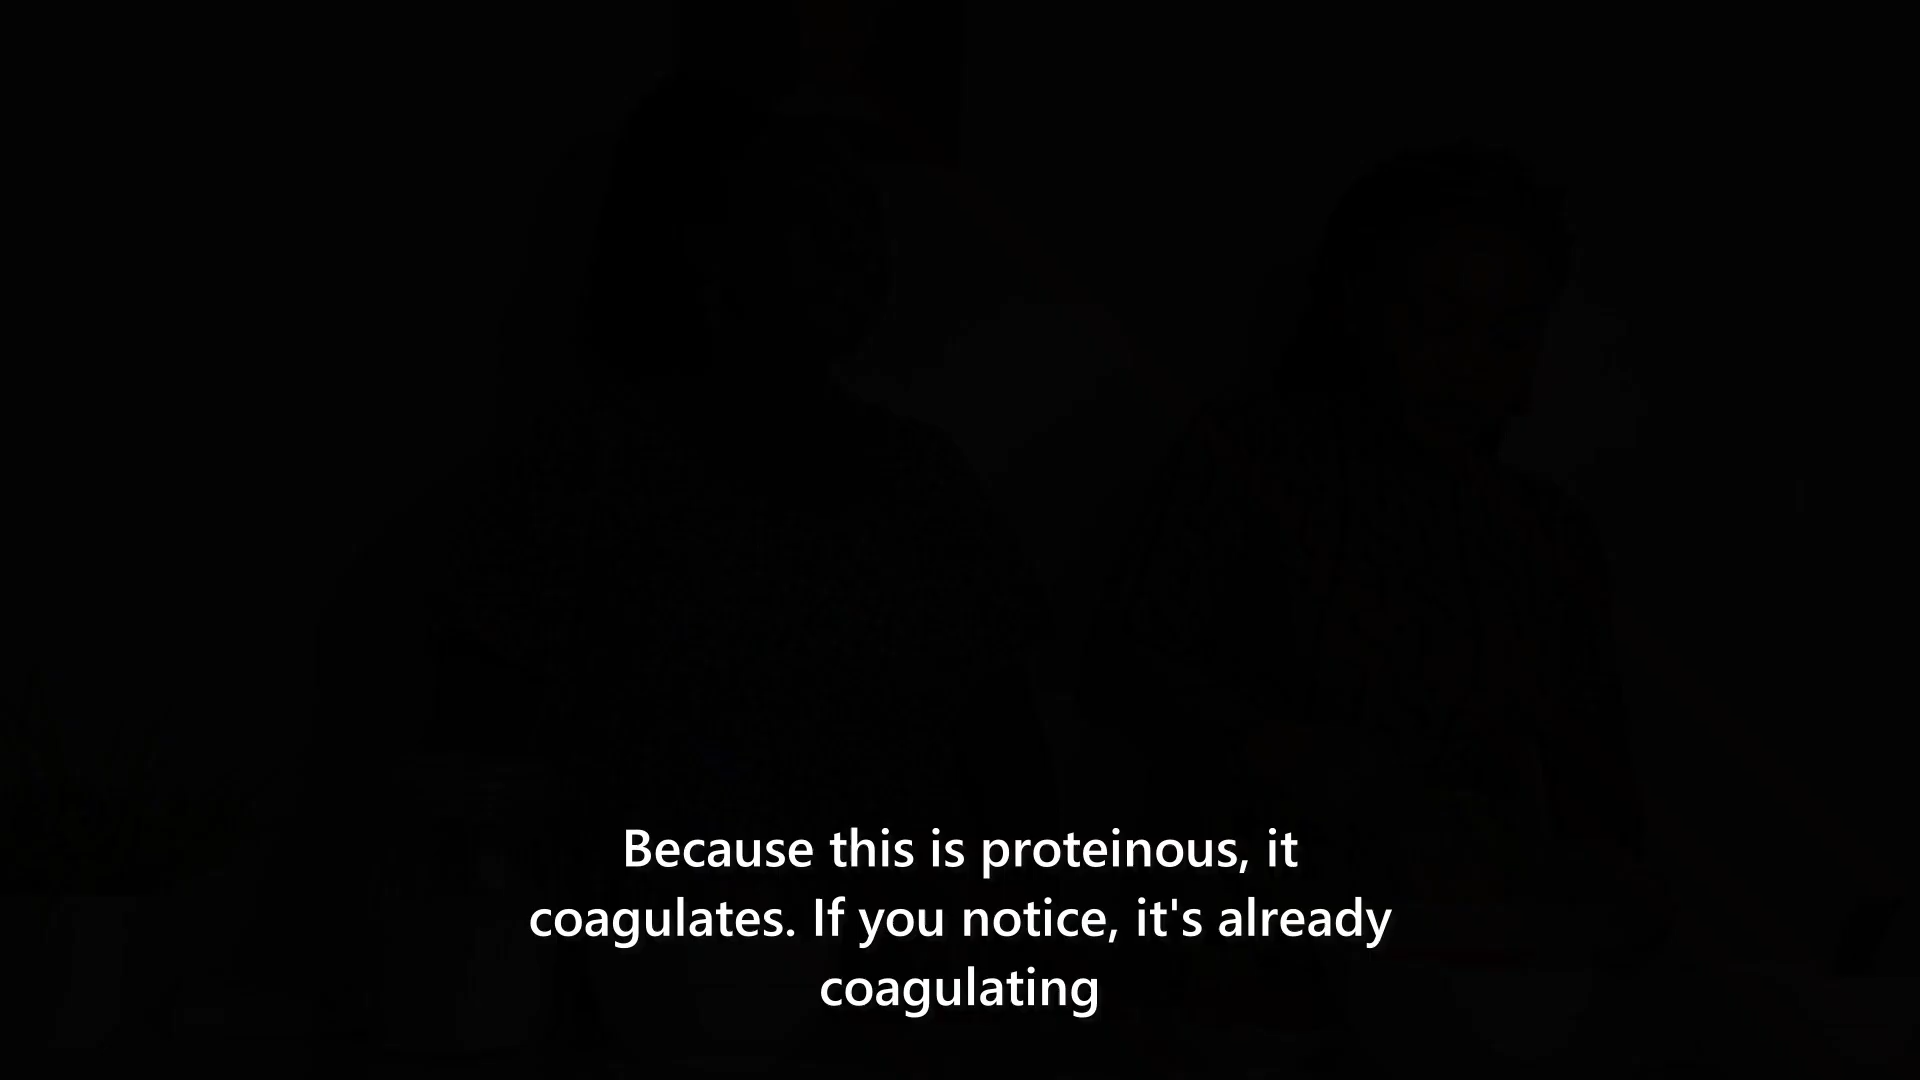 Because this is proteinous, it
coagulates. If you notice, it's already
coagulating